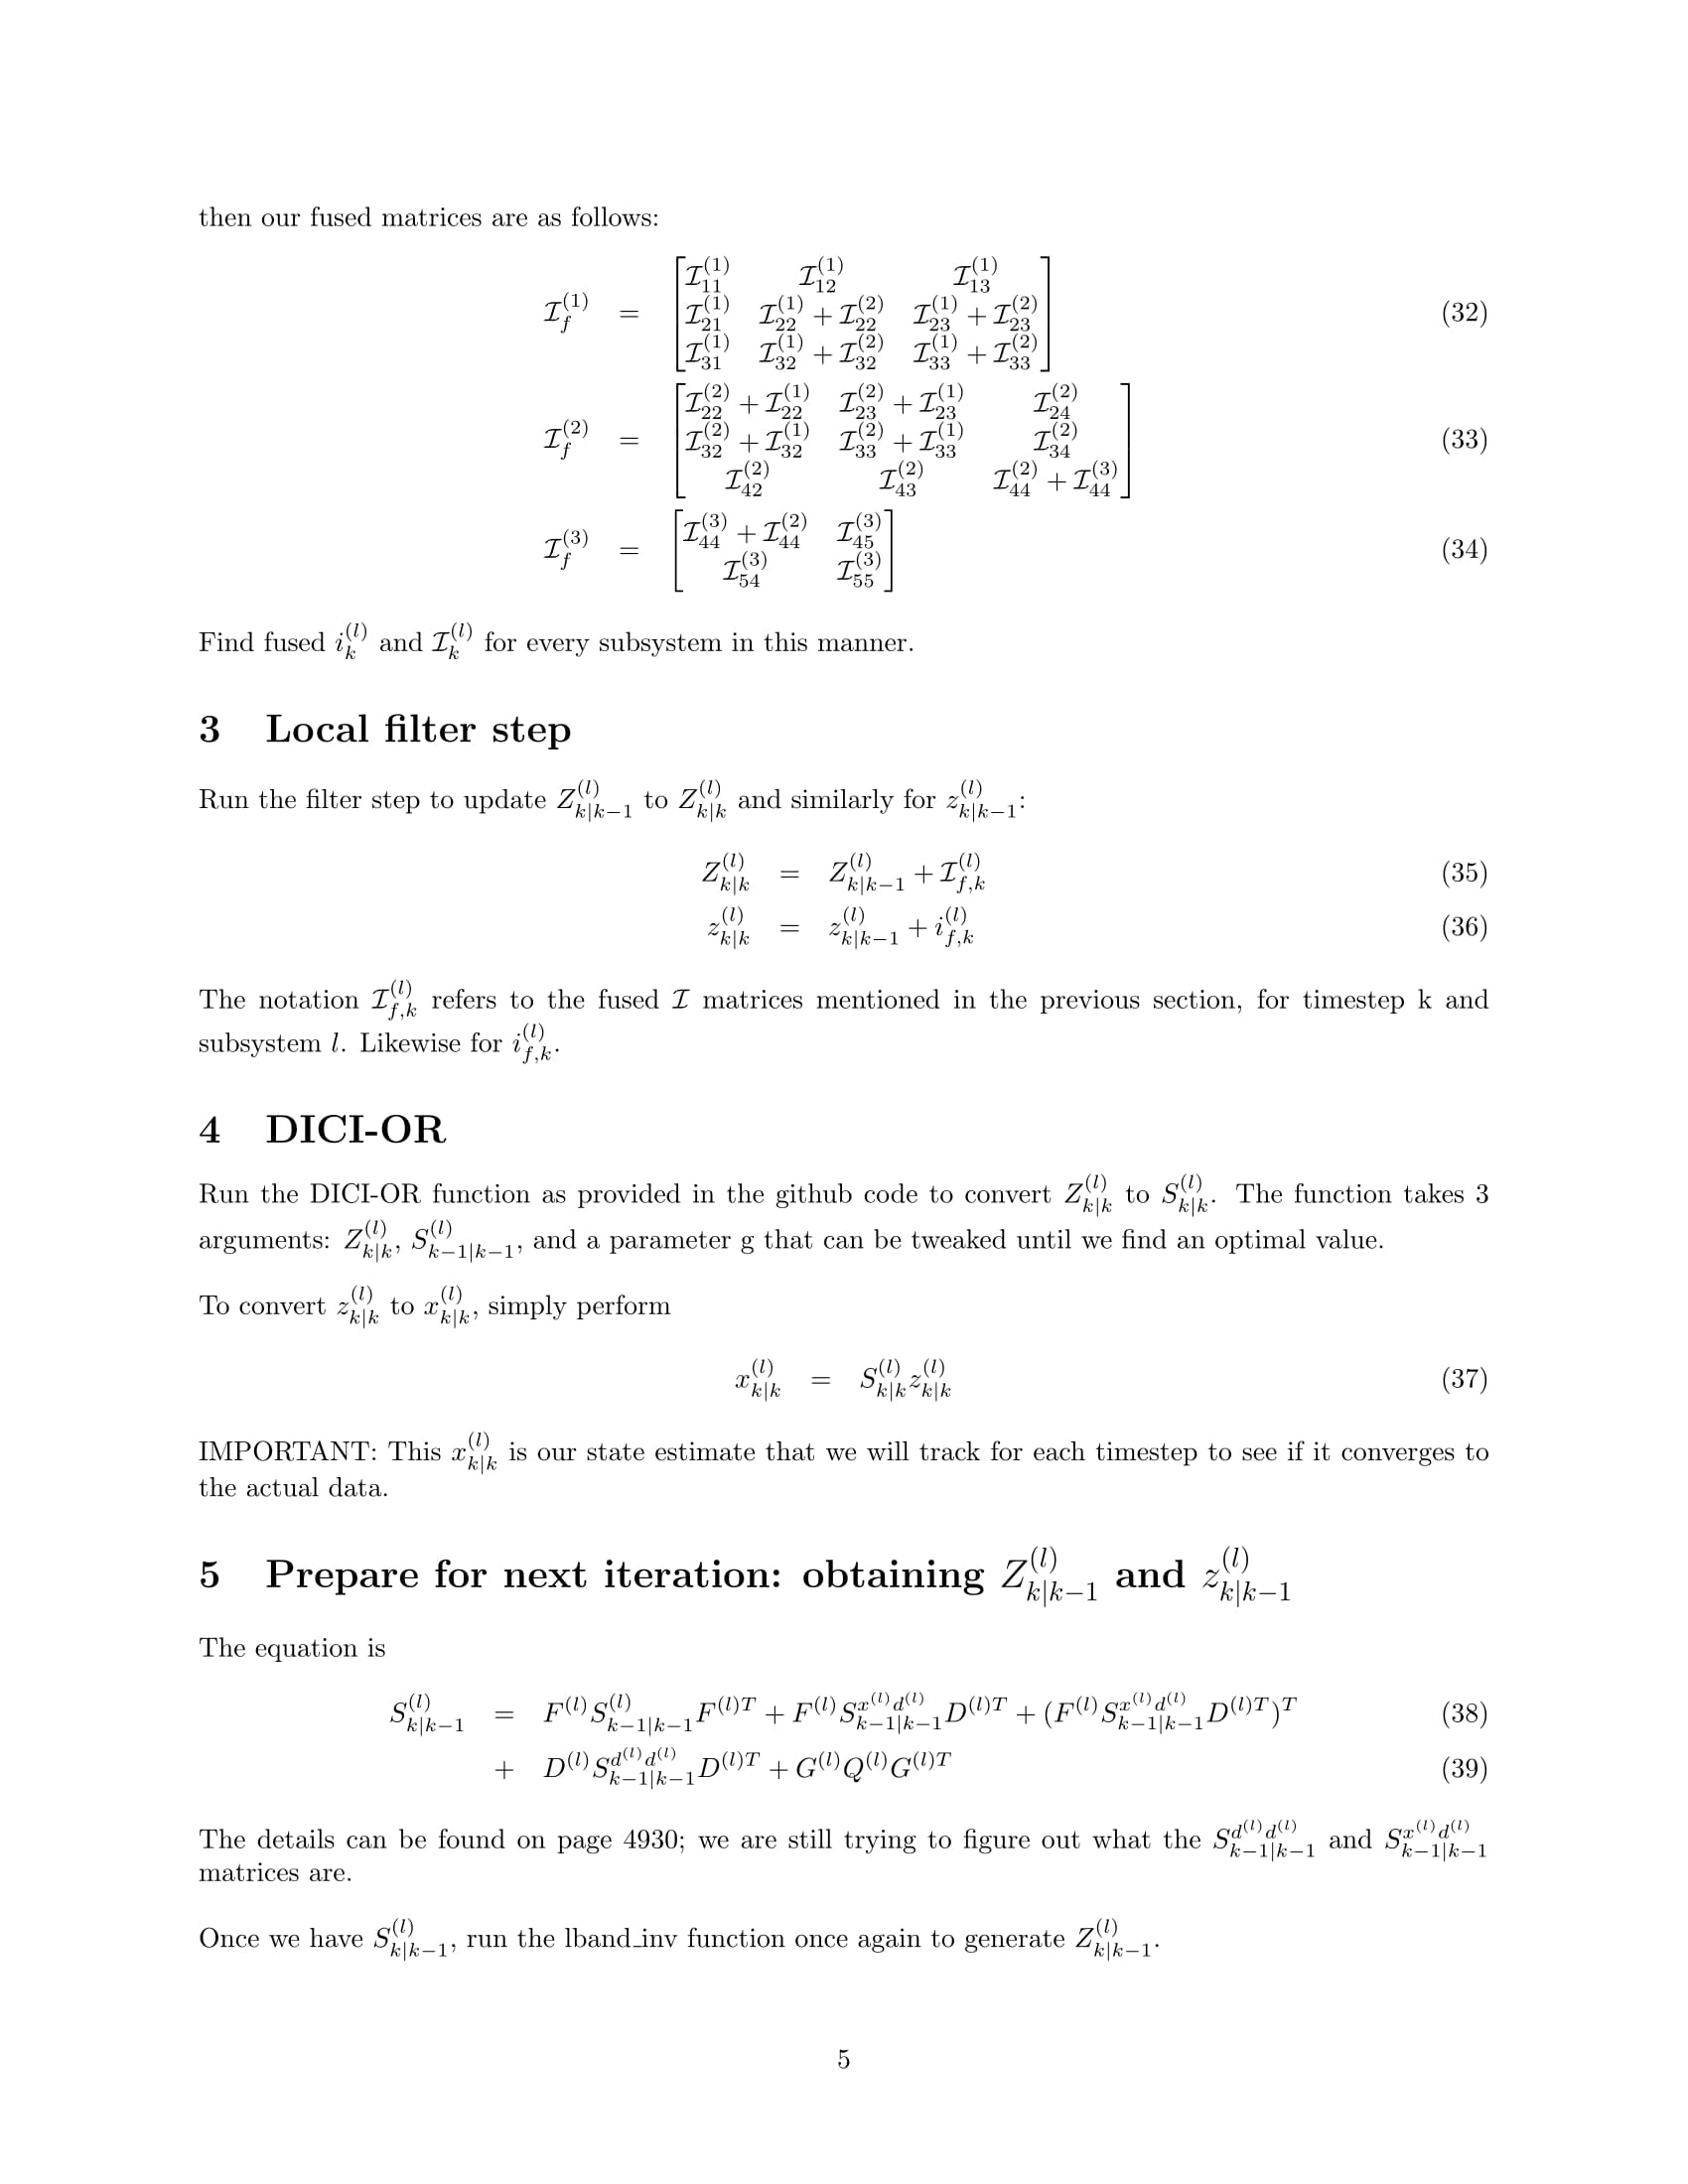 then our fused matrices are as follows:
$\mathcal{I}_f^{(1)} = \begin{bmatrix} \mathcal{I}_{11}^{(1)} & \mathcal{I}_{12}^{(1)} & \mathcal{I}_{13}^{(1)} \\ \mathcal{I}_{21}^{(1)} & \mathcal{I}_{22}^{(1)} + \mathcal{I}_{22}^{(2)} & \mathcal{I}_{23}^{(1)} + \mathcal{I}_{23}^{(2)} \\ \mathcal{I}_{31}^{(1)} & \mathcal{I}_{32}^{(1)} + \mathcal{I}_{32}^{(2)} & \mathcal{I}_{33}^{(1)} + \mathcal{I}_{33}^{(2)} \end{bmatrix}$ (32)
$\mathcal{I}_f^{(2)} = \begin{bmatrix} \mathcal{I}_{22}^{(2)} + \mathcal{I}_{22}^{(1)} & \mathcal{I}_{23}^{(2)} + \mathcal{I}_{23}^{(1)} & \mathcal{I}_{24}^{(2)} \\ \mathcal{I}_{32}^{(2)} + \mathcal{I}_{32}^{(1)} & \mathcal{I}_{33}^{(2)} + \mathcal{I}_{33}^{(1)} & \mathcal{I}_{34}^{(2)} \\ \mathcal{I}_{42}^{(2)} & \mathcal{I}_{43}^{(2)} & \mathcal{I}_{44}^{(2)} + \mathcal{I}_{44}^{(3)} \end{bmatrix}$ (33)
$\mathcal{I}_f^{(3)} = \begin{bmatrix} \mathcal{I}_{44}^{(3)} + \mathcal{I}_{44}^{(2)} & \mathcal{I}_{45}^{(3)} \\ \mathcal{I}_{54}^{(3)} & \mathcal{I}_{55}^{(3)} \end{bmatrix}$ (34)
Find fused $i_k^{(l)}$ and $\mathcal{I}_k^{(l)}$ for every subsystem in this manner.
3 Local filter step
Run the filter step to update $Z_{k|k-1}^{(l)}$ to $Z_{k|k}^{(l)}$ and similarly for $z_{k|k-1}^{(l)}$:
$Z_{k|k}^{(l)} = Z_{k|k-1}^{(l)} + \mathcal{I}_{f,k}^{(l)}$ (35)
$z_{k|k}^{(l)} = z_{k|k-1}^{(l)} + i_{f,k}^{(l)}$ (36)
The notation $\mathcal{I}_{f,k}^{(l)}$ refers to the fused $\mathcal{I}$ matrices mentioned in the previous section, for timestep k and
subsystem $l$. Likewise for $i_{f,k}^{(l)}$.
4 DICI-OR
Run the DICI-OR function as provided in the github code to convert $Z_{k|k}^{(l)}$ to $S_{k|k}^{(l)}$. The function takes 3
arguments: $Z_{k|k}^{(l)}$, $S_{k-1|k-1}^{(l)}$, and a parameter g that can be tweaked until we find an optimal value.
To convert $z_{k|k}^{(l)}$ to $x_{k|k}^{(l)}$, simply perform
$x_{k|k}^{(l)} = S_{k|k}^{(l)} z_{k|k}^{(l)}$ (37)
IMPORTANT: This $x_{k|k}^{(l)}$ is our state estimate that we will track for each timestep to see if it converges to
the actual data.
5 Prepare for next iteration: obtaining $Z_{k|k-1}^{(l)}$ and $z_{k|k-1}^{(l)}$
The equation is
$S_{k|k-1}^{(l)} = F^{(l)} S_{k-1|k-1}^{(l)} F^{(l)T} + F^{(l)} S_{k-1|k-1}^{x^{(l)}d^{(l)}} D^{(l)T} + (F^{(l)} S_{k-1|k-1}^{x^{(l)}d^{(l)}} D^{(l)T})^T$ (38)
$+ D^{(l)} S_{k-1|k-1}^{d^{(l)}d^{(l)}} D^{(l)T} + G^{(l)} Q^{(l)} G^{(l)T}$ (39)
The details can be found on page 4930; we are still trying to figure out what the $S_{k-1|k-1}^{d^{(l)}d^{(l)}}$ and $S_{k-1|k-1}^{x^{(l)}d^{(l)}}$
matrices are.
Once we have $S_{k|k-1}^{(l)}$, run the lband_inv function once again to generate $Z_{k|k-1}^{(l)}$.
5